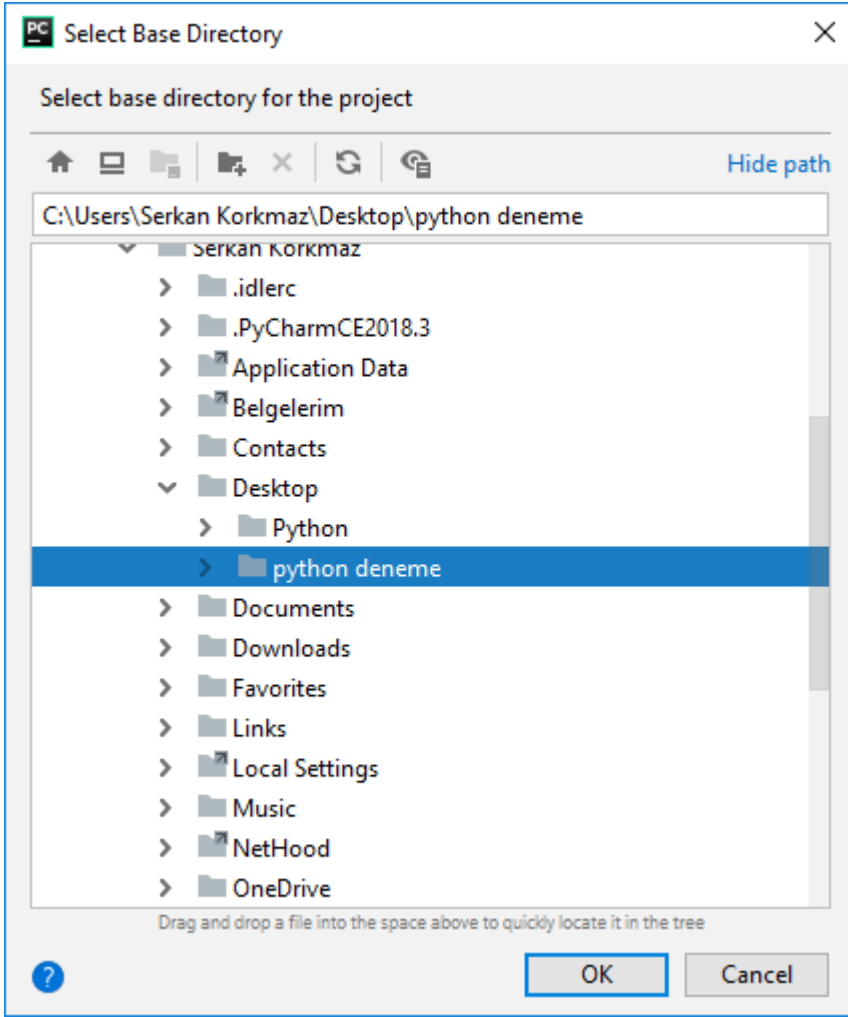 PC Select Base Directory
Select base directory for the project
Hide path
C:\Users\Serkan Korkmaz\Desktop\python deneme
Serkan Korkmaz
.idlerc
.PyCharmCE2018.3
Application Data
Belgelerim
Contacts
Desktop
Python
python deneme
Documents
Downloads
Favorites
Links
Local Settings
Music
NetHood
OneDrive
Drag and drop a file into the space above to quickly locate it in the tree
? OK Cancel